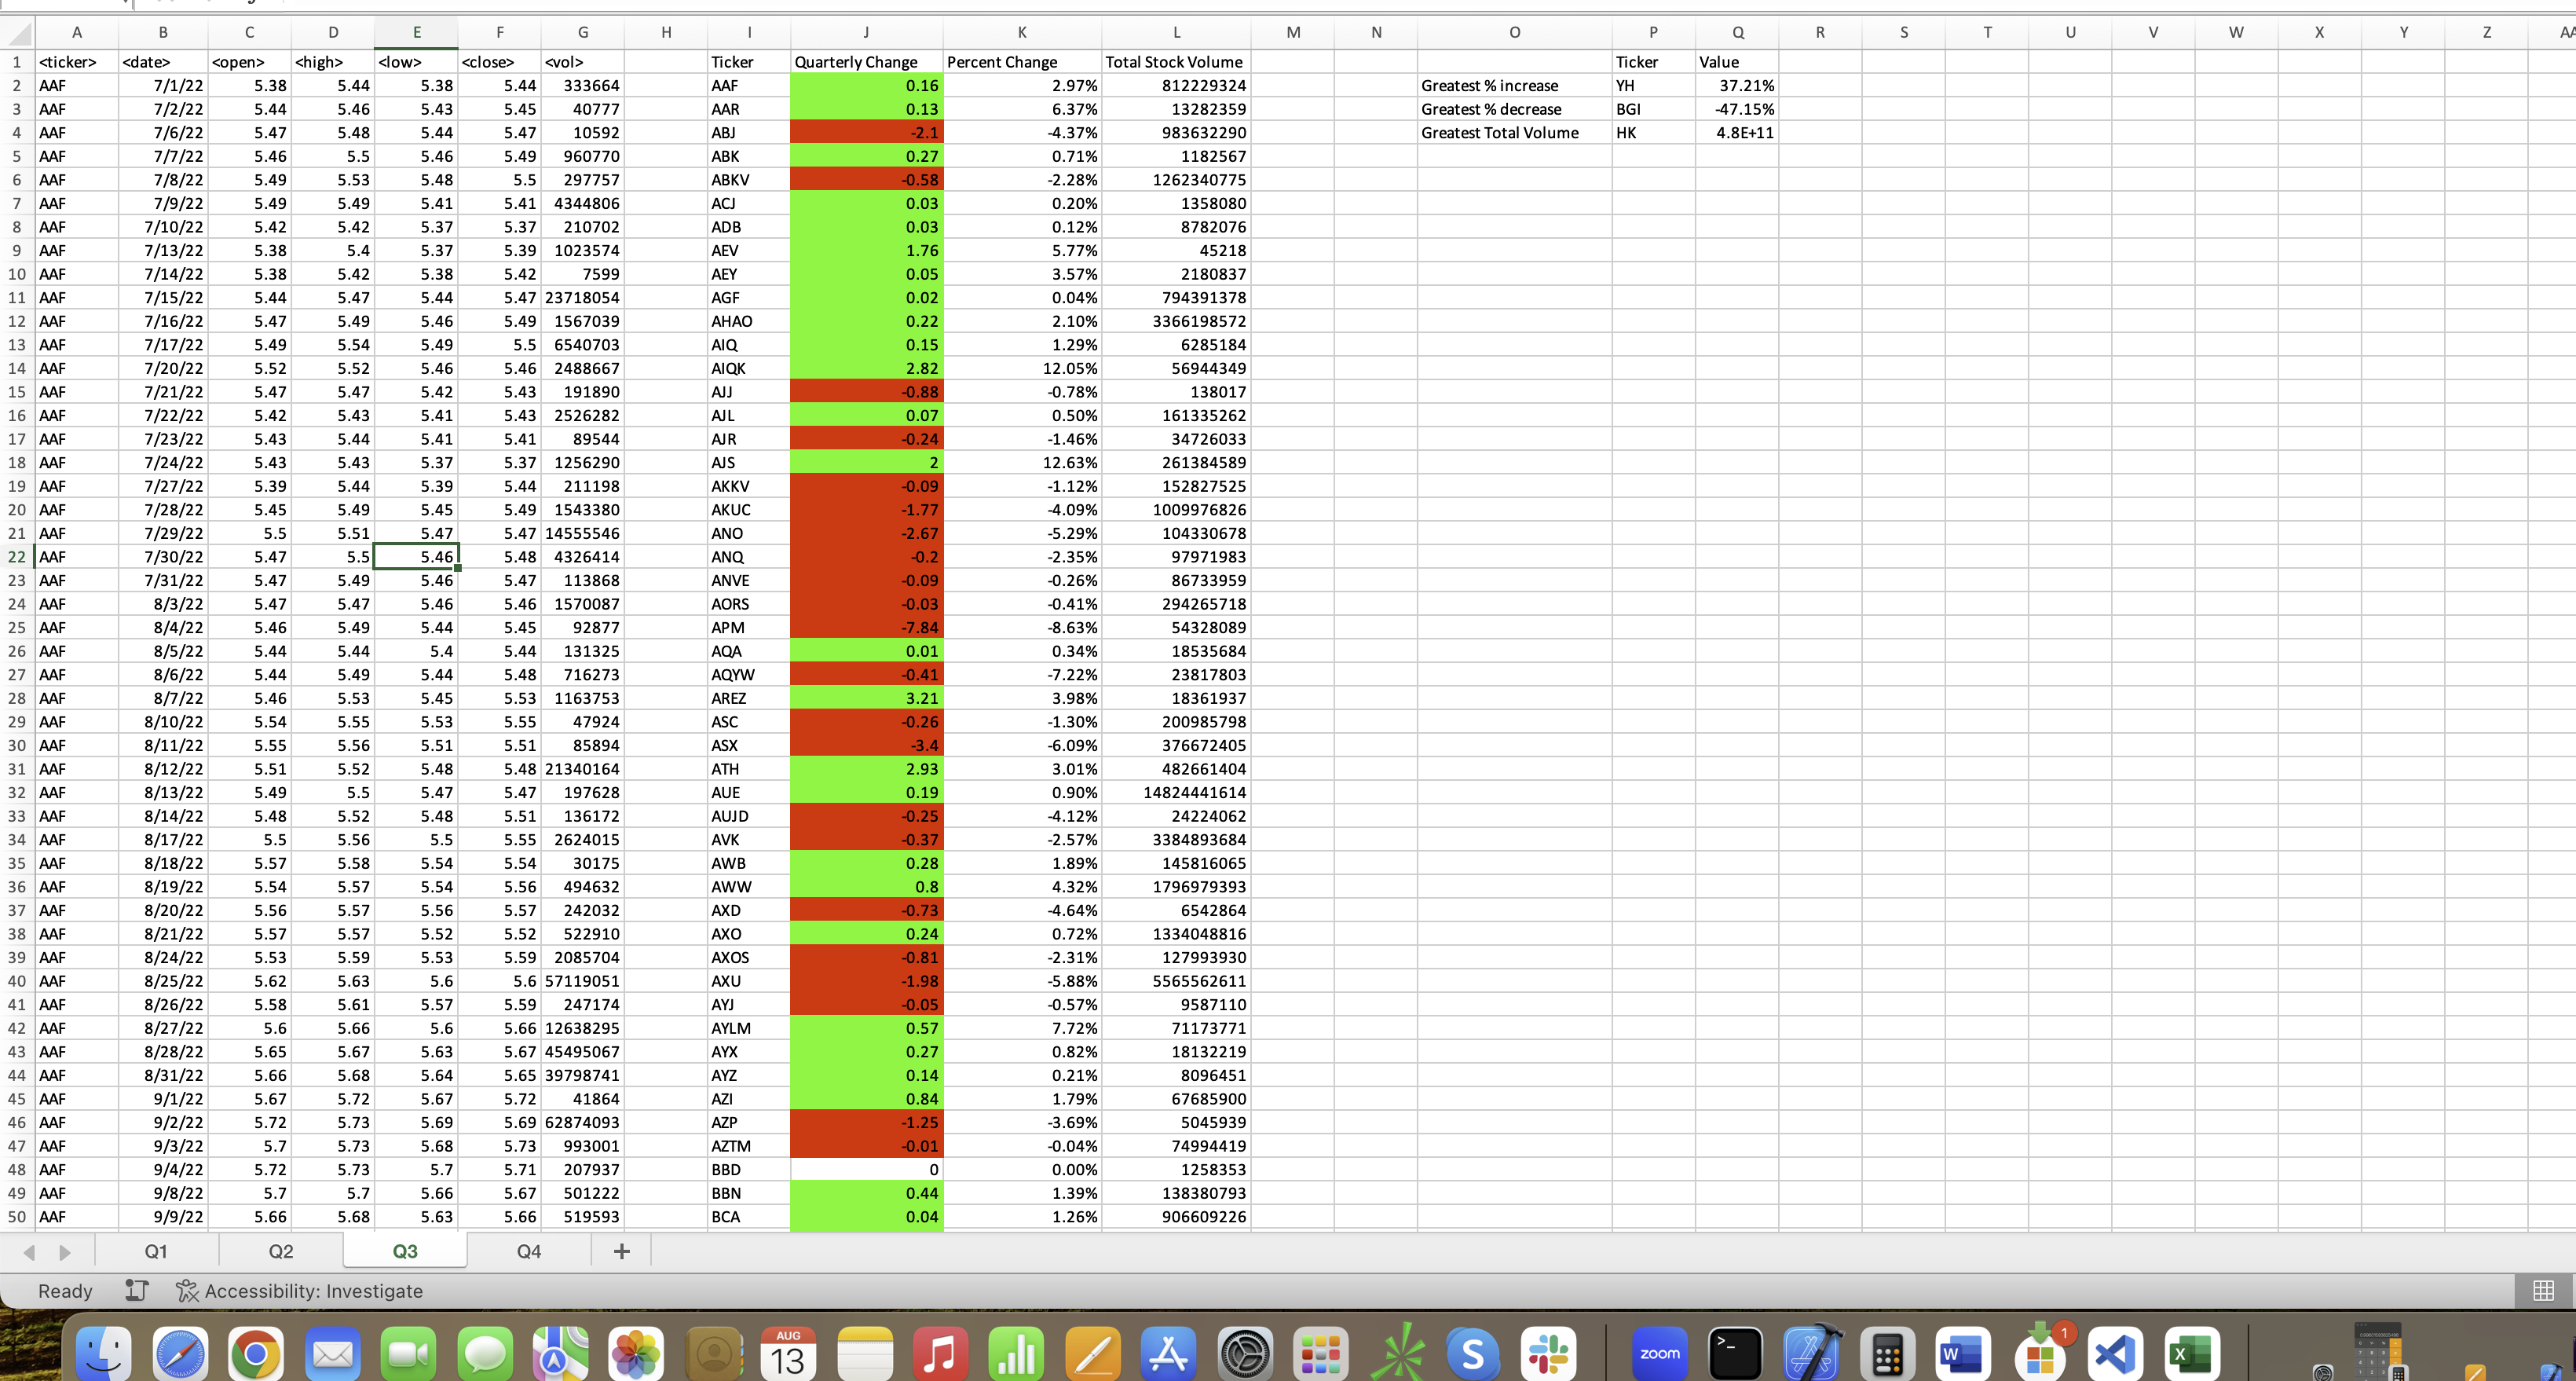 A B C D E F G H I J K L M N O P Q R S T U V W X Y Z
1 <ticker> <date> <open> <high> <low> <close> <vol> Ticker Quarterly Change Percent Change Total Stock Volume Ticker Value
2 AAF 7/1/22 5.38 5.44 5.38 5.44 333664 AAF 0.16 2.97% 812229324 Greatest % increase YH 37.21%
3 AAF 7/2/22 5.44 5.46 5.43 5.45 40777 AAR 0.13 6.37% 13282359 Greatest % decrease BGI -47.15%
4 AAF 7/6/22 5.47 5.48 5.44 5.47 10592 ABJ -2.1 -4.37% 983632290 Greatest Total Volume HK 4.8E+11
5 AAF 7/7/22 5.46 5.5 5.46 5.49 960770 ABK 0.27 0.71% 1182567
6 AAF 7/8/22 5.49 5.53 5.48 5.5 297757 ABKV -0.58 -2.28% 1262340775
7 AAF 7/9/22 5.49 5.49 5.41 5.41 4344806 ACJ 0.03 0.20% 1358080
8 AAF 7/10/22 5.42 5.42 5.37 5.37 210702 ADB 0.03 0.12% 8782076
9 AAF 7/13/22 5.38 5.4 5.37 5.39 1023574 AEV 1.76 5.77% 45218
10 AAF 7/14/22 5.38 5.42 5.38 5.42 7599 AEY 0.05 3.57% 2180837
11 AAF 7/15/22 5.44 5.47 5.44 5.47 23718054 AGF 0.02 0.04% 794391378
12 AAF 7/16/22 5.47 5.49 5.46 5.49 1567039 AHAO 0.22 2.10% 3366198572
13 AAF 7/17/22 5.49 5.54 5.49 5.5 6540703 AIQ 0.15 1.29% 6285184
14 AAF 7/20/22 5.52 5.52 5.46 5.46 2488667 AIQK 2.82 12.05% 56944349
15 AAF 7/21/22 5.47 5.47 5.42 5.43 191890 AJJ -0.88 -0.78% 138017
16 AAF 7/22/22 5.42 5.43 5.41 5.43 2526282 AJL 0.07 0.50% 161335262
17 AAF 7/23/22 5.43 5.44 5.41 5.41 89544 AJR -0.24 -1.46% 34726033
18 AAF 7/24/22 5.43 5.43 5.37 5.37 1256290 AJS 2 12.63% 261384589
19 AAF 7/27/22 5.39 5.44 5.39 5.44 211198 AKKV -0.09 -1.12% 152827525
20 AAF 7/28/22 5.45 5.49 5.45 5.49 1543380 AKUC -1.77 -4.09% 1009976826
21 AAF 7/29/22 5.5 5.51 5.47 5.47 14555546 ANO -2.67 -5.29% 104330678
22 AAF 7/30/22 5.47 5.5 5.46 5.48 4326414 ANQ -0.2 -2.35% 97971983
23 AAF 7/31/22 5.47 5.49 5.46 5.47 113868 ANVE -0.09 -0.26% 86733959
24 AAF 8/3/22 5.47 5.47 5.46 5.46 1570087 AORS -0.03 -0.41% 294265718
25 AAF 8/4/22 5.46 5.49 5.44 5.45 92877 APM -7.84 -8.63% 54328089
26 AAF 8/5/22 5.44 5.44 5.4 5.44 131325 AQA 0.01 0.34% 18535684
27 AAF 8/6/22 5.44 5.49 5.44 5.48 716273 AQYW -0.41 -7.22% 23817803
28 AAF 8/7/22 5.46 5.53 5.45 5.53 1163753 AREZ 3.21 3.98% 18361937
29 AAF 8/10/22 5.54 5.55 5.53 5.55 47924 ASC -0.26 -1.30% 200985798
30 AAF 8/11/22 5.55 5.56 5.51 5.51 85894 ASX -3.4 -6.09% 376672405
31 AAF 8/12/22 5.51 5.52 5.48 5.48 21340164 ATH 2.93 3.01% 482661404
32 AAF 8/13/22 5.49 5.5 5.47 5.47 197628 AUE 0.19 0.90% 14824441614
33 AAF 8/14/22 5.48 5.52 5.48 5.51 136172 AUJD -0.25 -4.12% 24224062
34 AAF 8/17/22 5.5 5.56 5.5 5.55 2624015 AVK -0.37 -2.57% 3384893684
35 AAF 8/18/22 5.57 5.58 5.54 5.54 30175 AWB 0.28 1.89% 145816065
36 AAF 8/19/22 5.54 5.57 5.54 5.56 494632 AWW 0.8 4.32% 1796979393
37 AAF 8/20/22 5.56 5.57 5.56 5.57 242032 AXD -0.73 -4.64% 6542864
38 AAF 8/21/22 5.57 5.57 5.52 5.52 522910 AXO 0.24 0.72% 1334048816
39 AAF 8/24/22 5.53 5.59 5.53 5.59 2085704 AXOS -0.81 -2.31% 127993930
40 AAF 8/25/22 5.62 5.63 5.6 5.6 57119051 AXU -1.98 -5.88% 5565562611
41 AAF 8/26/22 5.58 5.61 5.57 5.59 247174 AYJ -0.05 -0.57% 9587110
42 AAF 8/27/22 5.6 5.66 5.6 5.66 12638295 AYLM 0.57 7.72% 71173771
43 AAF 8/28/22 5.65 5.67 5.63 5.67 45495067 AYX 0.27 0.82% 18132219
44 AAF 8/31/22 5.66 5.68 5.64 5.65 39798741 AYZ 0.14 0.21% 8096451
45 AAF 9/1/22 5.67 5.72 5.67 5.72 41864 AZI 0.84 1.79% 67685900
46 AAF 9/2/22 5.72 5.73 5.69 5.69 62874093 AZP -1.25 -3.69% 5045939
47 AAF 9/3/22 5.7 5.73 5.68 5.73 993001 AZTM -0.01 -0.04% 74994419
48 AAF 9/4/22 5.72 5.73 5.7 5.71 207937 BBD 0 0.00% 1258353
49 AAF 9/8/22 5.7 5.7 5.66 5.67 501222 BBN 0.44 1.39% 138380793
50 AAF 9/9/22 5.66 5.68 5.63 5.66 519593 BCA 0.04 1.26% 906609226
Q1 Q2 Q3 Q4 +
Ready Accessibility: Investigate
AUG
13
zoom
>_
W
1
X
S